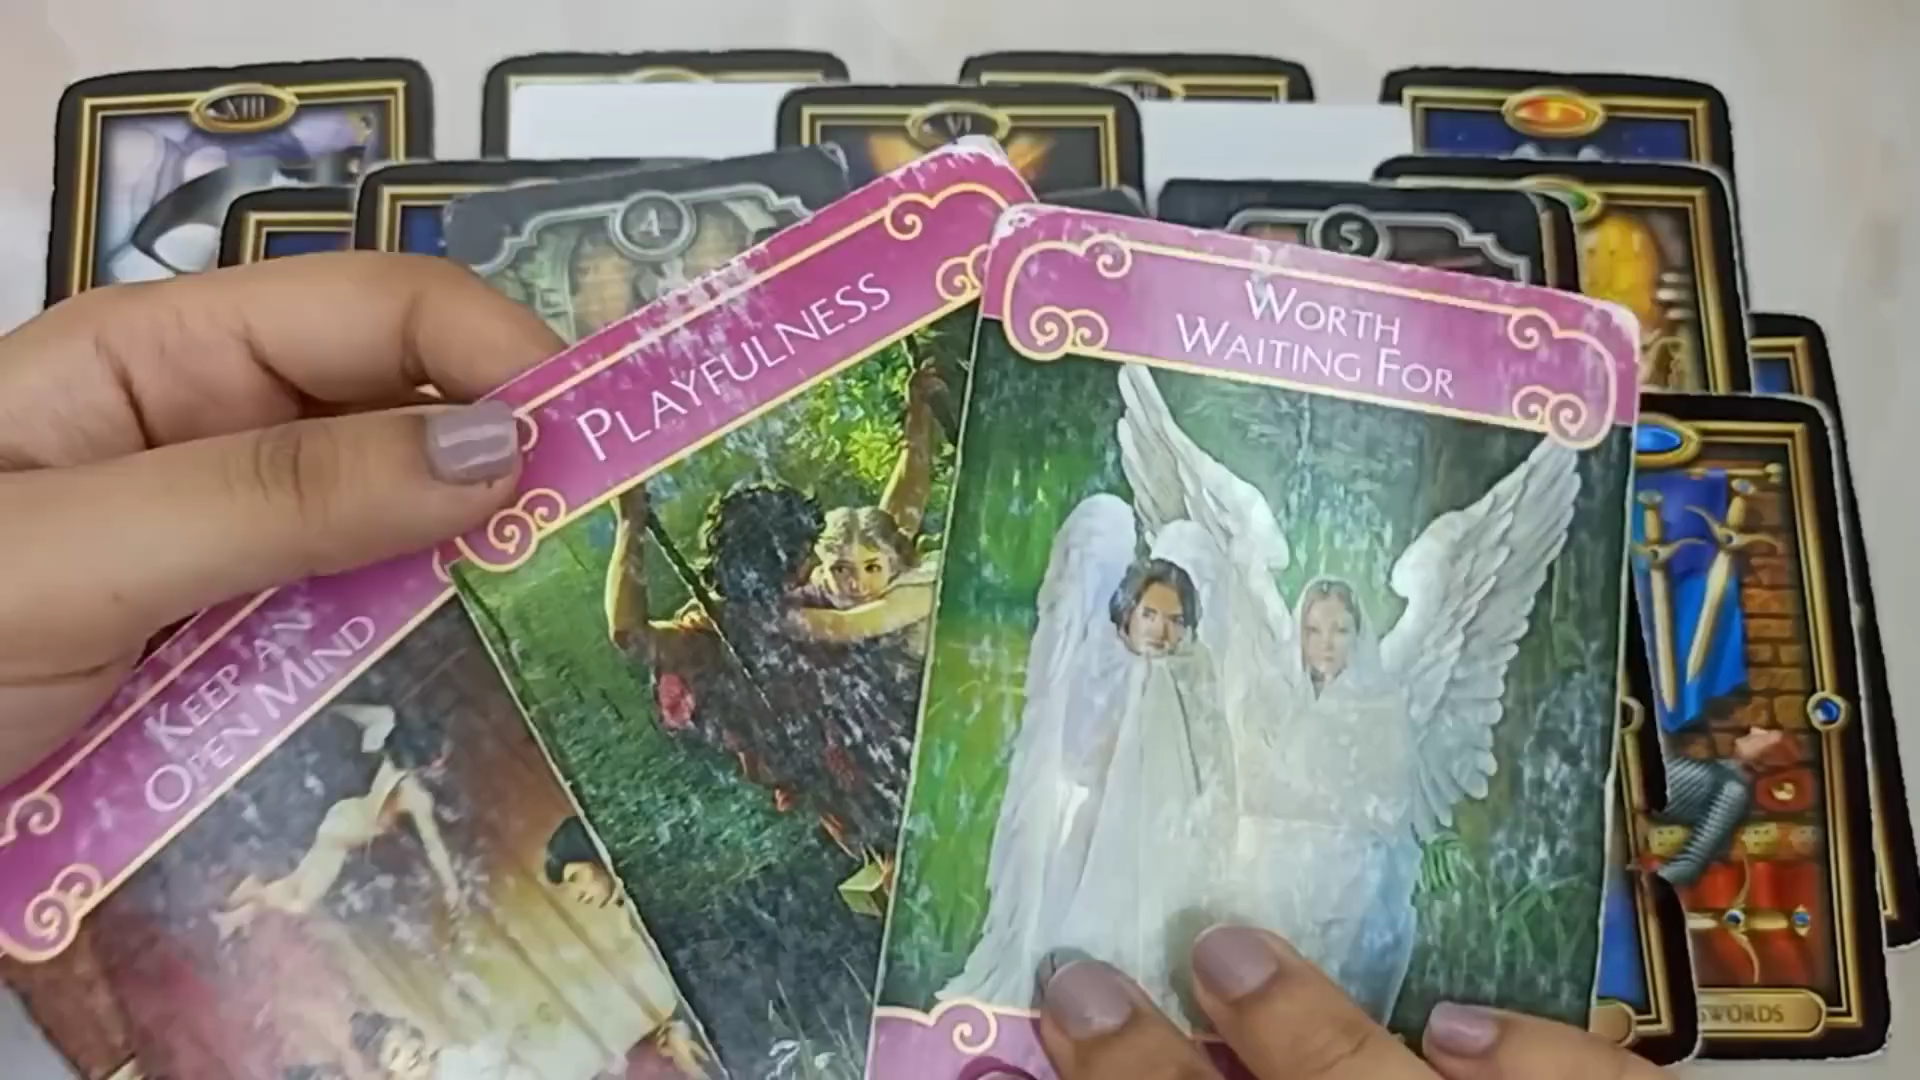 XIII
VI
4
5
PLAYFULNESS
WORTH
WAITING FOR
KEEP AN
OPEN MIND
SWORDS